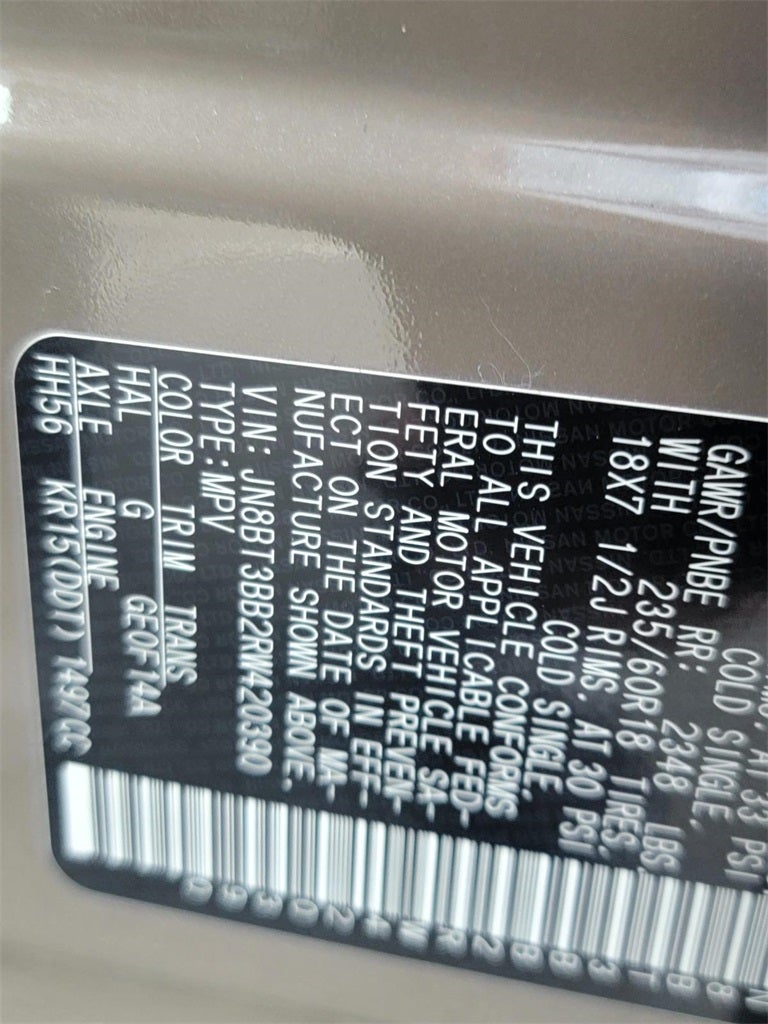 COLD SINGLE,
GAWR/PNBE RR: 2348 LBS
WITH 235/60R18 TIRES,
18X7 1/2J RIMS, AT 30 PSI
COLD SINGLE.
THIS VEHICLE CONFORMS
TO ALL APPLICABLE FED-
ERAL MOTOR VEHICLE SA-
FETY AND THEFT PREVEN-
TION STANDARDS IN EFF-
ECT ON THE DATE OF MA-
NUFACTURE SHOWN ABOVE.
VIN: JN8BT3BB2RW420390
TYPE:MPV
COLOR TRIM TRANS
HAL G GE0F14A
AXLE ENGINE
HH56 KR15(DDT) 1497CC
N8BT3BB2RW420390